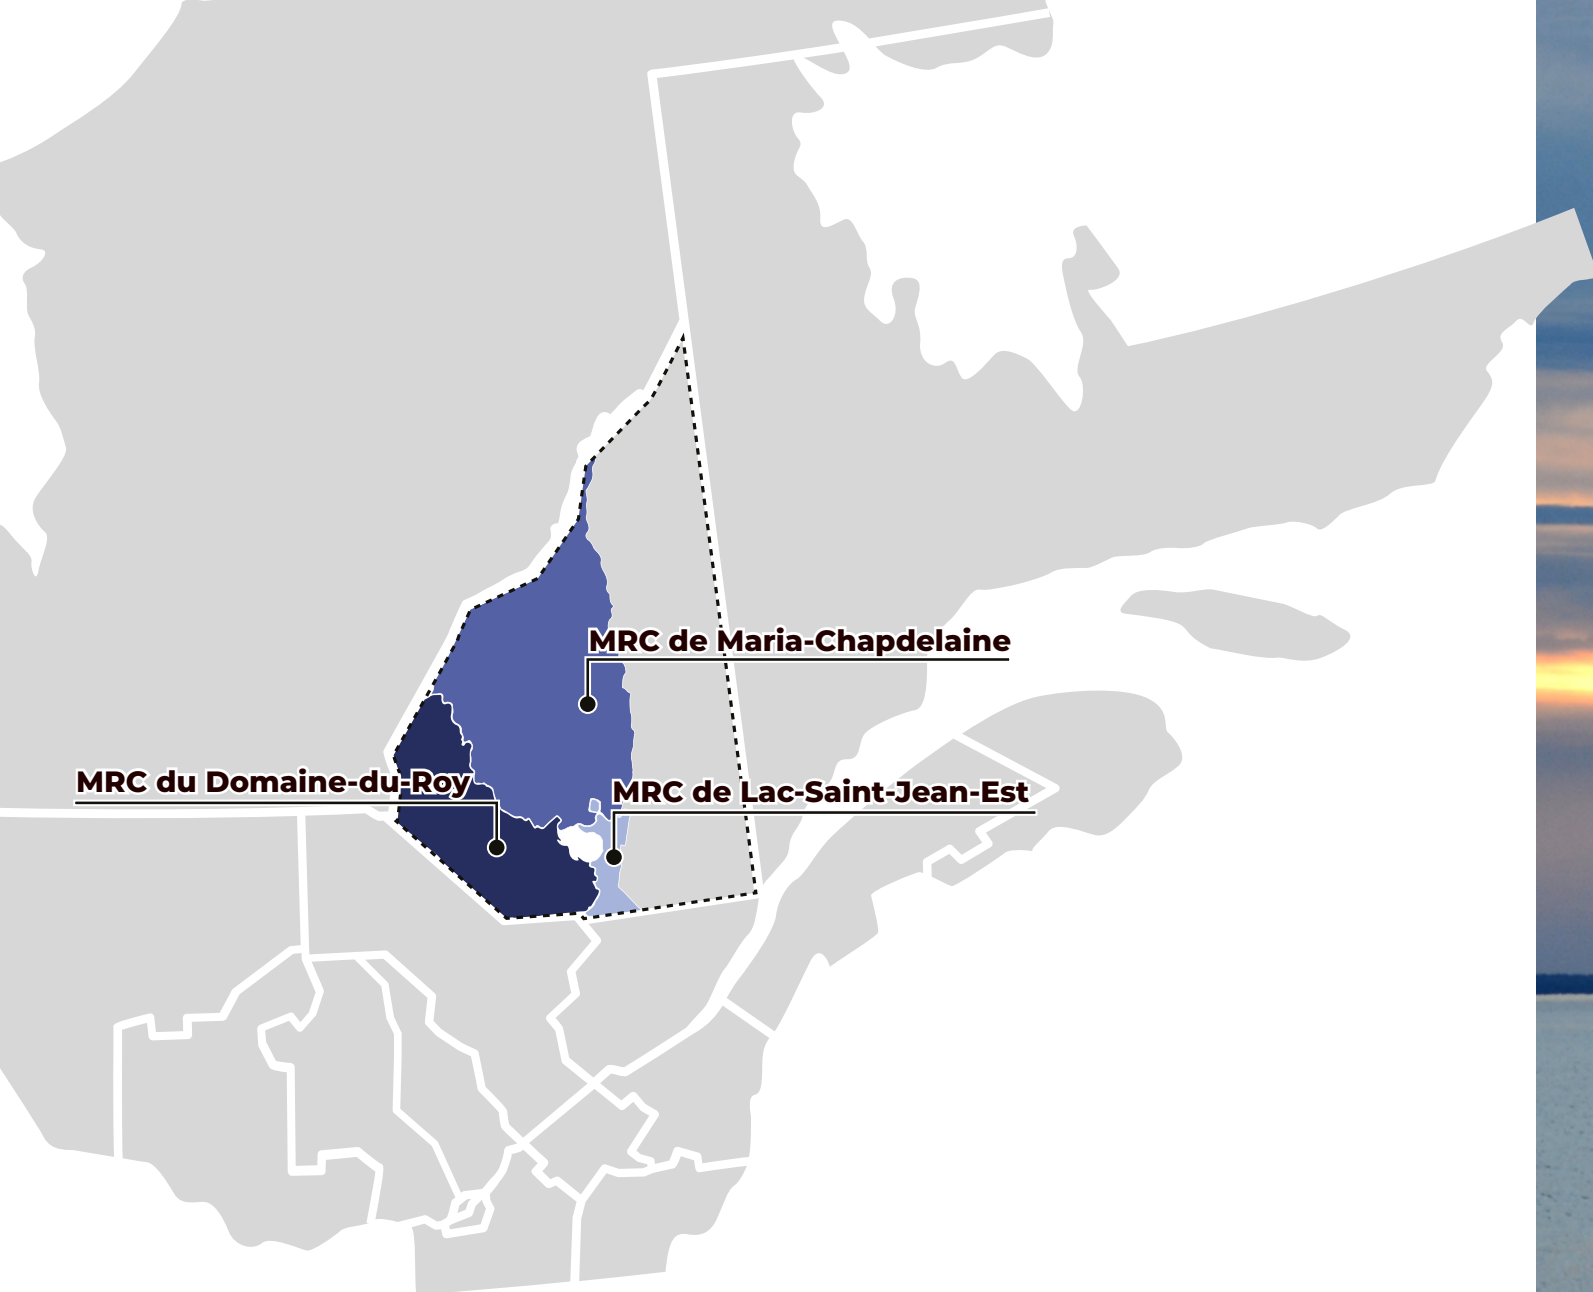 MRC de Maria-Chapdelaine
MRC du Domaine-du-Roy
MRC de Lac-Saint-Jean-Est